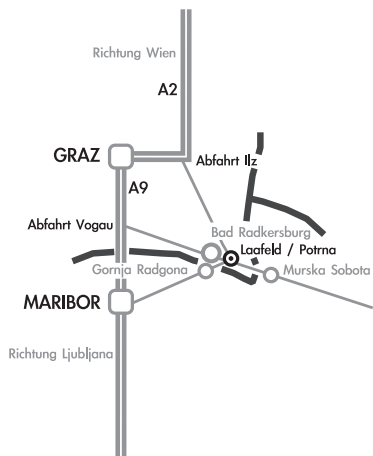 Richtung Wien
A2
GRAZ
Abfahrt Ilz
A9
Abfahrt Vogau
Bad Radkersburg
Laafeld / Potrna
Gornja Radgona
Murska Sobota
MARIBOR
Richtung Ljubljana